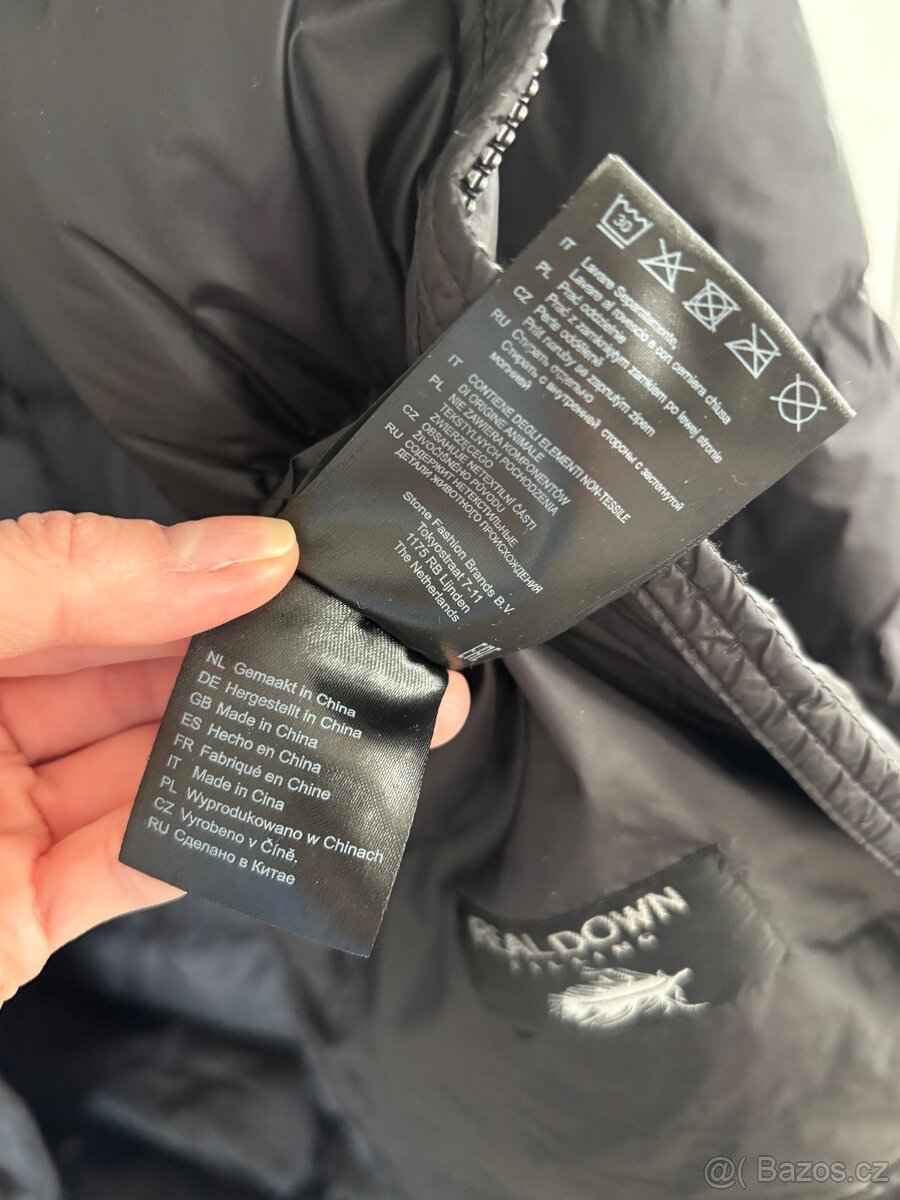 30
IT Lavare Separatamente,
Lavare al rovescio e con cerniera chiusa
PL Prać oddzielnie
Prać z zamkniętym zamkiem po lewej stronie
CZ Perte oddělení
Prát naruby se zapnutým zipem
RU Стирать отдельно
Стирать с внутренней стороны с застегнутой
молнией
IT CONTIENE DEGLI ELEMENTI NON-TESSILE
DI ORIGINE ANIMALE
PL NIE ZAWIERA KOMPONENTÓW
TEKSTYLNYCH POCHODZENIA
ZWIERZĘCEGO
CZ OBSAHUJE NETEXTILNÍ ČÁSTI
ŽIVOČIŠNÉHO PŮVODU
RU СОДЕРЖИТ НЕТЕКСТИЛЬНЫЕ
ДЕТАЛИ ЖИВОТНОГО ПРОИСХОЖДЕНИЯ
Stone Fashion Brands B.V.
Tokyostraat 7-11
1175 RB Lijnden
The Netherlands
EAC
NL Gemaakt in China
DE Hergestellt in China
GB Made in China
ES Hecho en China
FR Fabriqué en Chine
IT Made in Cina
PL Wyprodukowano w Chinach
CZ Vyrobeno v Číně,
RU Сделано в Китае
REAL DOWN
@( Bazos.cz